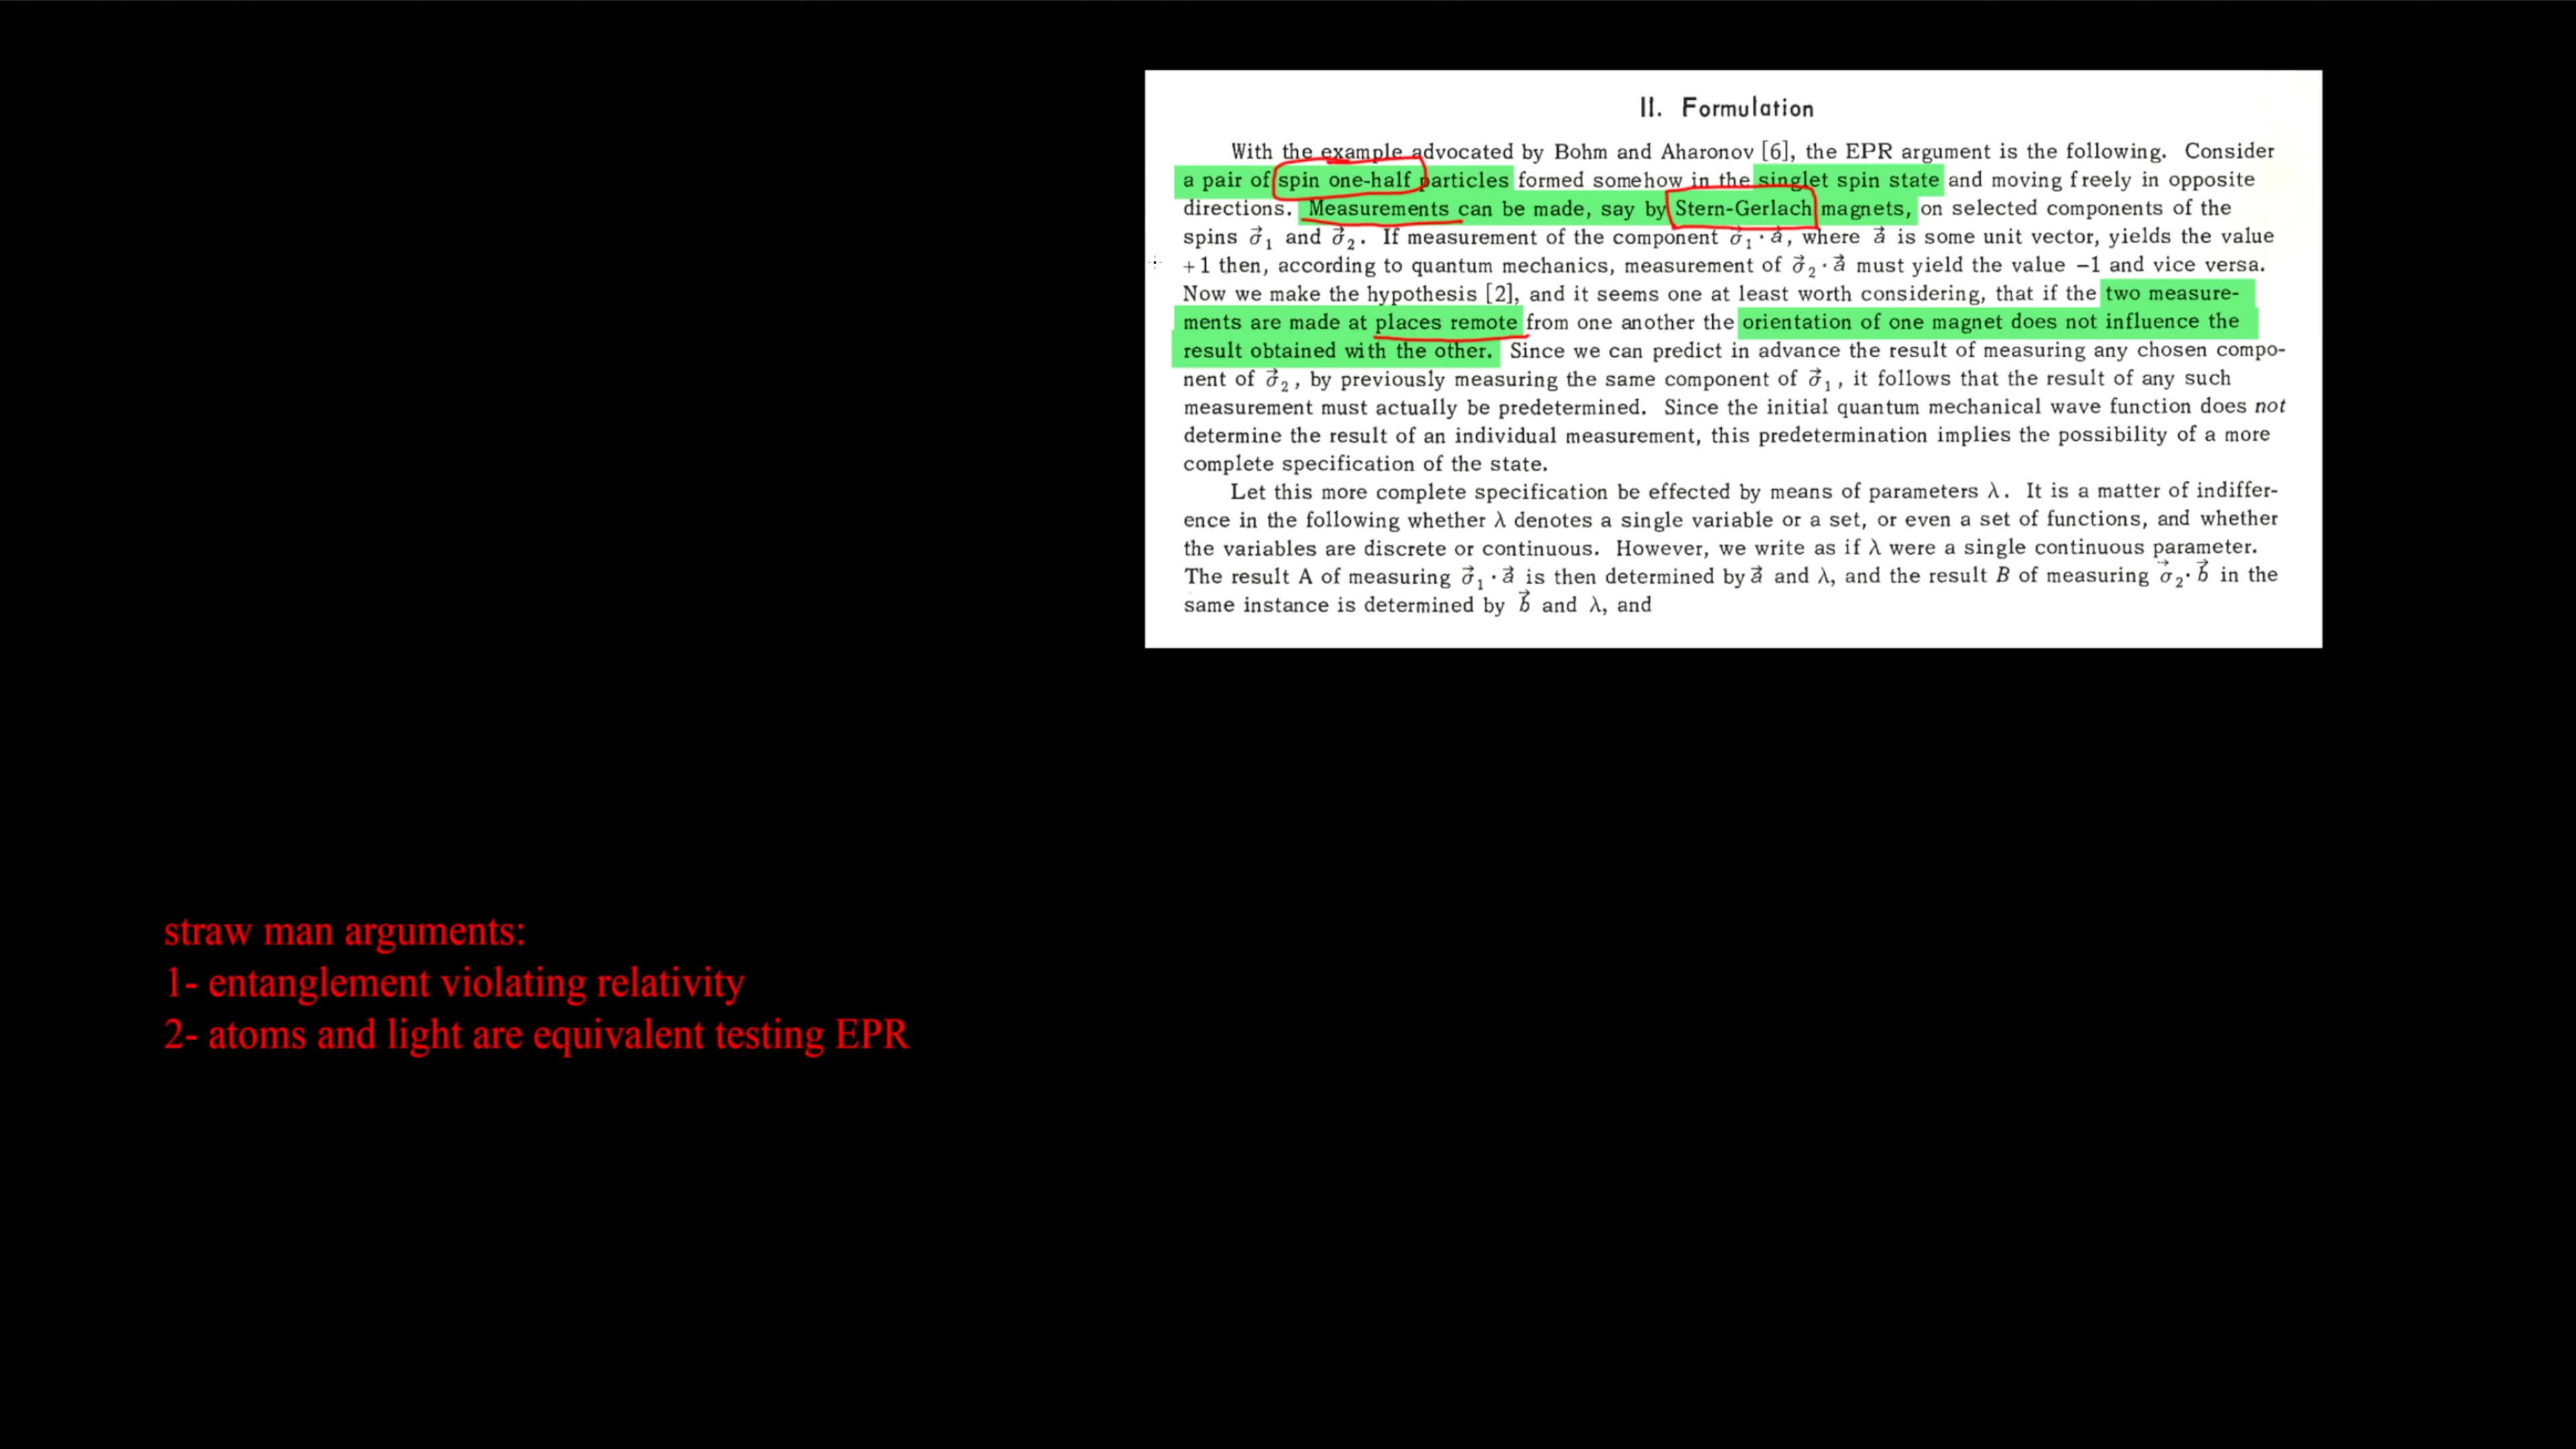 II. Formulation
With the example advocated by Bohm and Aharonov [6], the EPR argument is the following. Consider
a pair of spin one-half particles formed somehow in the singlet spin state and moving freely in opposite
directions. Measurements can be made, say by Stern-Gerlach magnets, on selected components of the
spins σ⃗₁ and σ⃗₂. If measurement of the component σ⃗₁·a⃗, where a⃗ is some unit vector, yields the value
+1 then, according to quantum mechanics, measurement of σ⃗₂·a⃗ must yield the value −1 and vice versa.
Now we make the hypothesis [2], and it seems one at least worth considering, that if the two measure-
ments are made at places remote from one another the orientation of one magnet does not influence the
result obtained with the other. Since we can predict in advance the result of measuring any chosen compo-
nent of σ⃗₂, by previously measuring the same component of σ⃗₁, it follows that the result of any such
measurement must actually be predetermined. Since the initial quantum mechanical wave function does not
determine the result of an individual measurement, this predetermination implies the possibility of a more
complete specification of the state.
Let this more complete specification be effected by means of parameters λ. It is a matter of indiffer-
ence in the following whether λ denotes a single variable or a set, or even a set of functions, and whether
the variables are discrete or continuous. However, we write as if λ were a single continuous parameter.
The result A of measuring σ⃗₁·a⃗ is then determined by a⃗ and λ, and the result B of measuring σ⃗₂·b⃗ in the
same instance is determined by b⃗ and λ, and
straw man arguments:
1- entanglement violating relativity
2- atoms and light are equivalent testing EPR